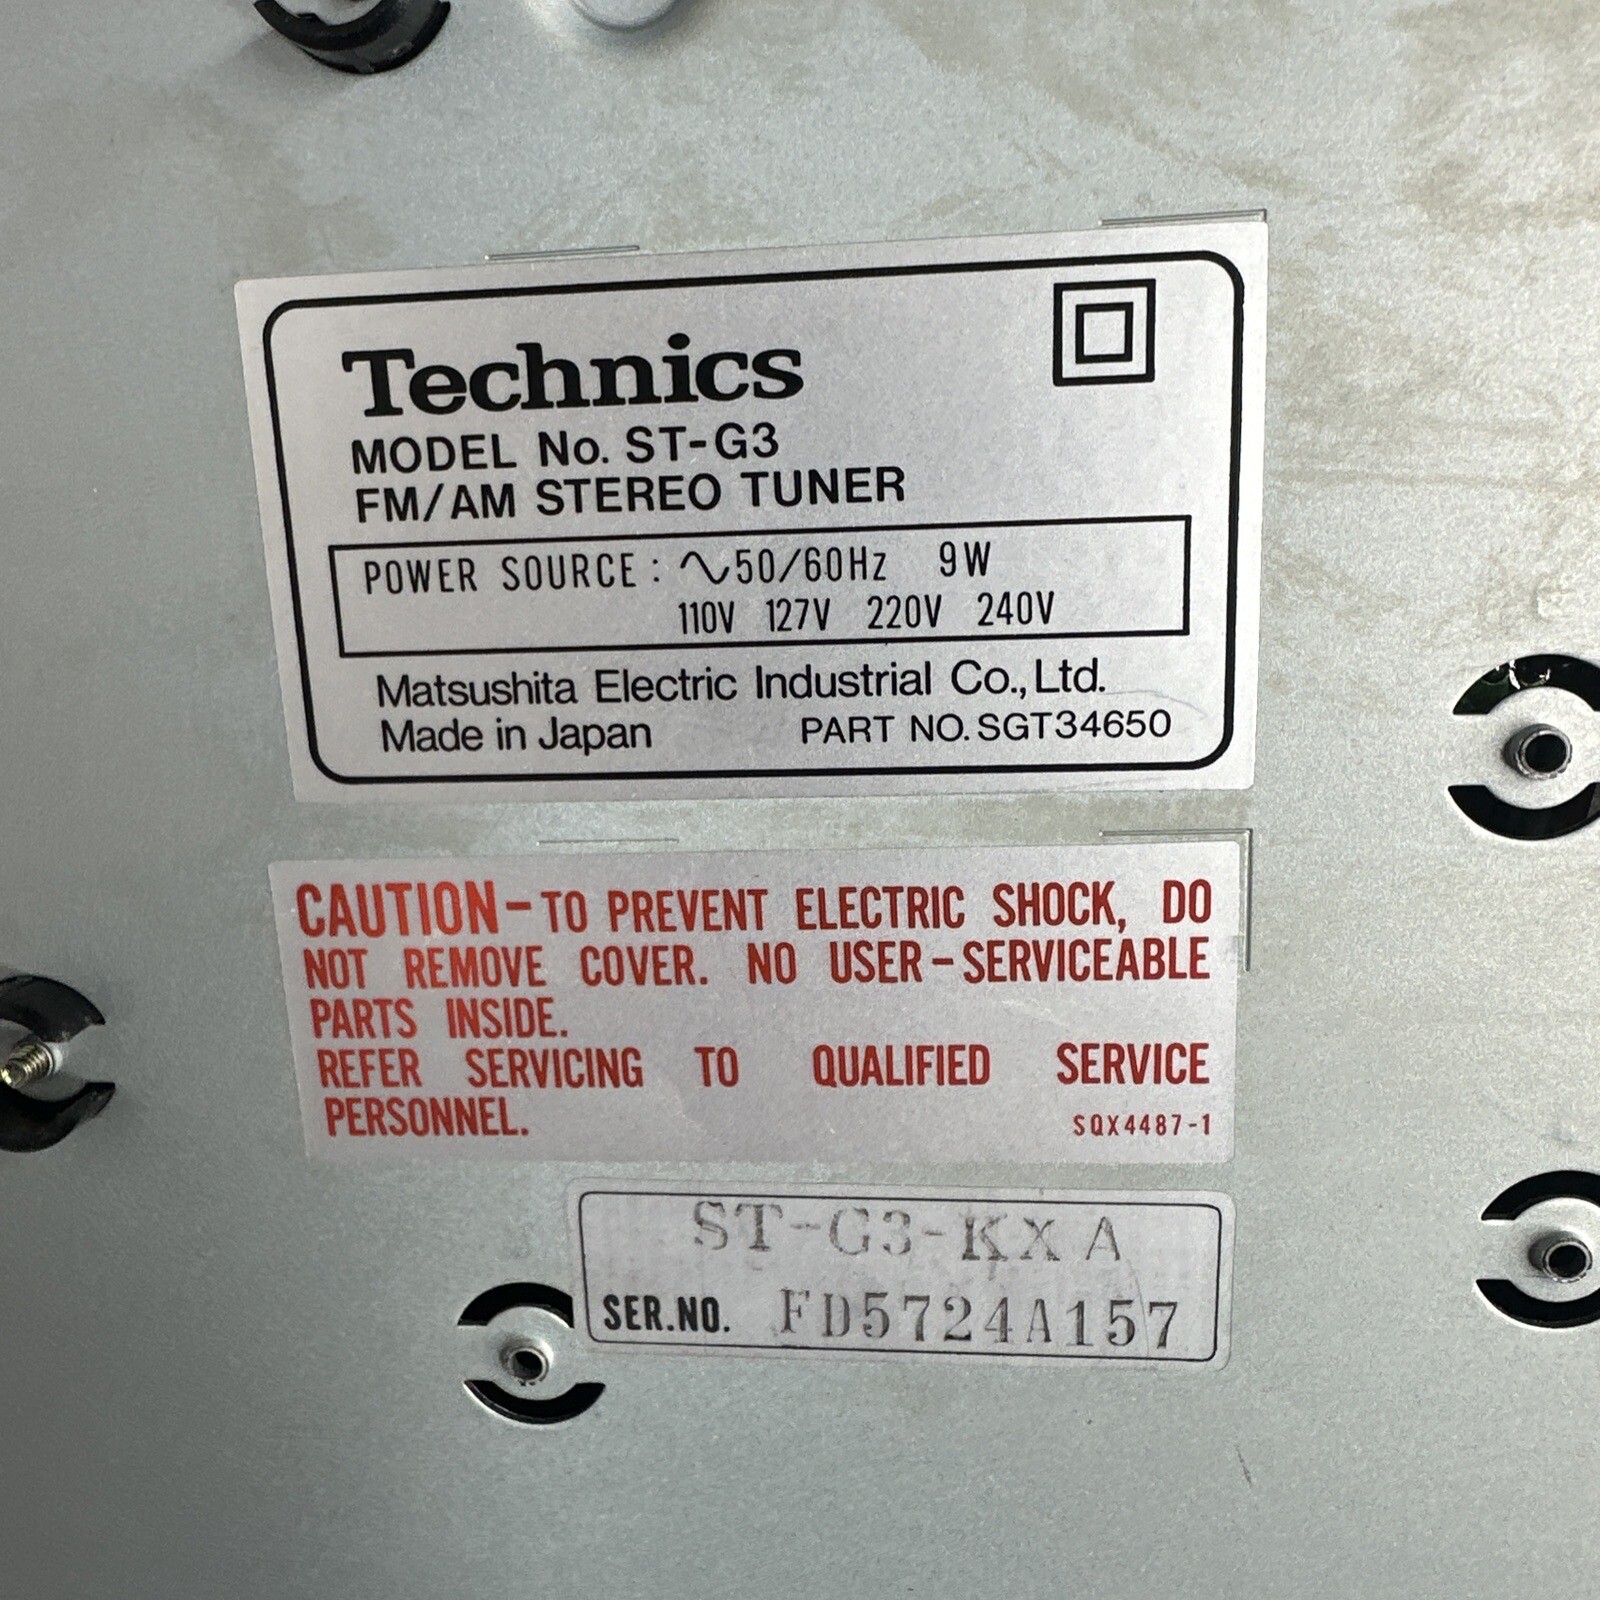 Technics
MODEL No. ST-G3
FM/AM STEREO TUNER
POWER SOURCE : ∿50/60Hz 9W
110V 127V 220V 240V
Matsushita Electric Industrial Co., Ltd.
Made in Japan PART NO. SGT34650
CAUTION – TO PREVENT ELECTRIC SHOCK, DO
NOT REMOVE COVER. NO USER – SERVICEABLE
PARTS INSIDE.
REFER SERVICING TO QUALIFIED SERVICE
PERSONNEL.
SQX4487-1
ST-G3-KXA
SER.NO. FD5724A157